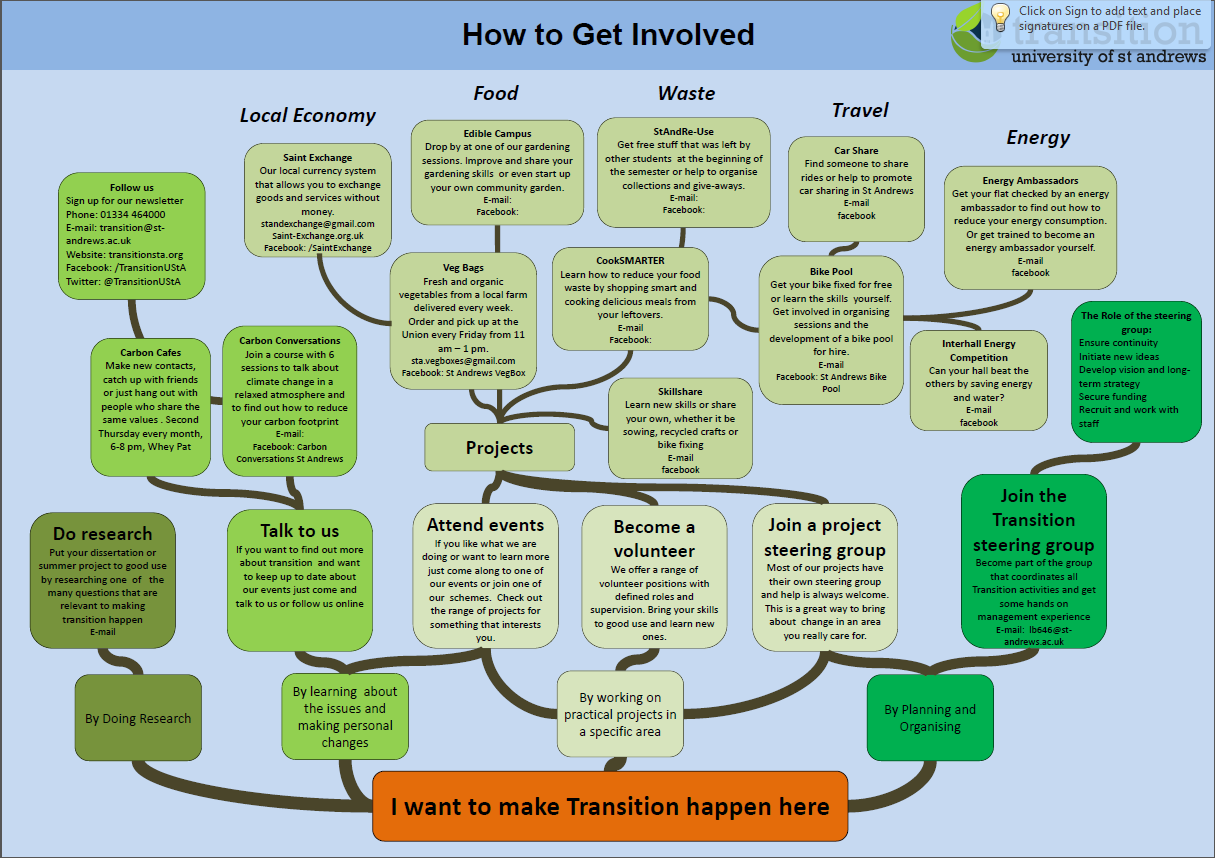 How to Get Involved
Click on Sign to add text and place
signatures on a PDF file.
transition
university of st andrews
Local Economy
Food
Waste
Travel
Energy
Follow us
Sign up for our newsletter
Phone: 01334 464000
E-mail: transition@st-
andrews.ac.uk
Website: transitionsta.org
Facebook: /TransitionUStA
Twitter: @TransitionUStA
Saint Exchange
Our local currency system
that allows you to exchange
goods and services without
money.
standexchange@gmail.com
Saint-Exchange.org.uk
Facebook: /SaintExchange
Edible Campus
Drop by at one of our gardening
sessions. Improve and share your
gardening skills or even start up
your own community garden.
E-mail:
Facebook:
StAndRe-Use
Get free stuff that was left by
other students at the beginning of
the semester or help to organise
collections and give-aways.
E-mail:
Facebook:
Car Share
Find someone to share
rides or help to promote
car sharing in St Andrews
E-mail
facebook
Energy Ambassadors
Get your flat checked by an energy
ambassador to find out how to
reduce your energy consumption.
Or get trained to become an
energy ambassador yourself.
E-mail
facebook
Veg Bags
Fresh and organic
vegetables from a local farm
delivered every week.
Order and pick up at the
Union every Friday from 11
am – 1 pm.
sta.vegboxes@gmail.com
Facebook: St Andrews VegBox
CookSMARTER
Learn how to reduce your food
waste by shopping smart and
cooking delicious meals from
your leftovers.
E-mail
Facebook:
Bike Pool
Get your bike fixed for free
or learn the skills yourself.
Get involved in organising
sessions and the
development of a bike pool
for hire.
E-mail
Facebook: St Andrews Bike
Pool
Interhall Energy
Competition
Can your hall beat the
others by saving energy
and water?
E-mail
facebook
The Role of the steering
group:
Ensure continuity
Initiate new ideas
Develop vision and long-
term strategy
Secure funding
Recruit and work with
staff
Carbon Cafes
Make new contacts,
catch up with friends
or just hang out with
people who share the
same values . Second
Thursday every month,
6-8 pm, Whey Pat
Carbon Conversations
Join a course with 6
sessions to talk about
climate change in a
relaxed atmosphere and
to find out how to reduce
your carbon footprint
E-mail:
Facebook: Carbon
Conversations St Andrews
Skillshare
Learn new skills or share
your own, whether it be
sowing, recycled crafts or
bike fixing
E-mail
facebook
Projects
Do research
Put your dissertation or
summer project to good use
by researching one of the
many questions that are
relevant to making
transition happen
E-mail
Talk to us
If you want to find out more
about transition and want
to keep up to date about
our events just come and
talk to us or follow us online
Attend events
If you like what we are
doing or want to learn more
just come along to one of
our events or join one of
our schemes. Check out
the range of projects for
something that interests
you.
Become a
volunteer
We offer a range of
volunteer positions with
defined roles and
supervision. Bring your skills
to good use and learn new
ones.
Join a project
steering group
Most of our projects have
their own steering group
and help is always welcome.
This is a great way to bring
about change in an area
you really care for.
Join the
Transition
steering group
Become part of the group
that coordinates all
Transition activities and get
some hands on
management experience
E-mail: lb646@st-
andrews.ac.uk
By Doing Research
By learning about
the issues and
making personal
changes
By working on
practical projects in
a specific area
By Planning and
Organising
I want to make Transition happen here